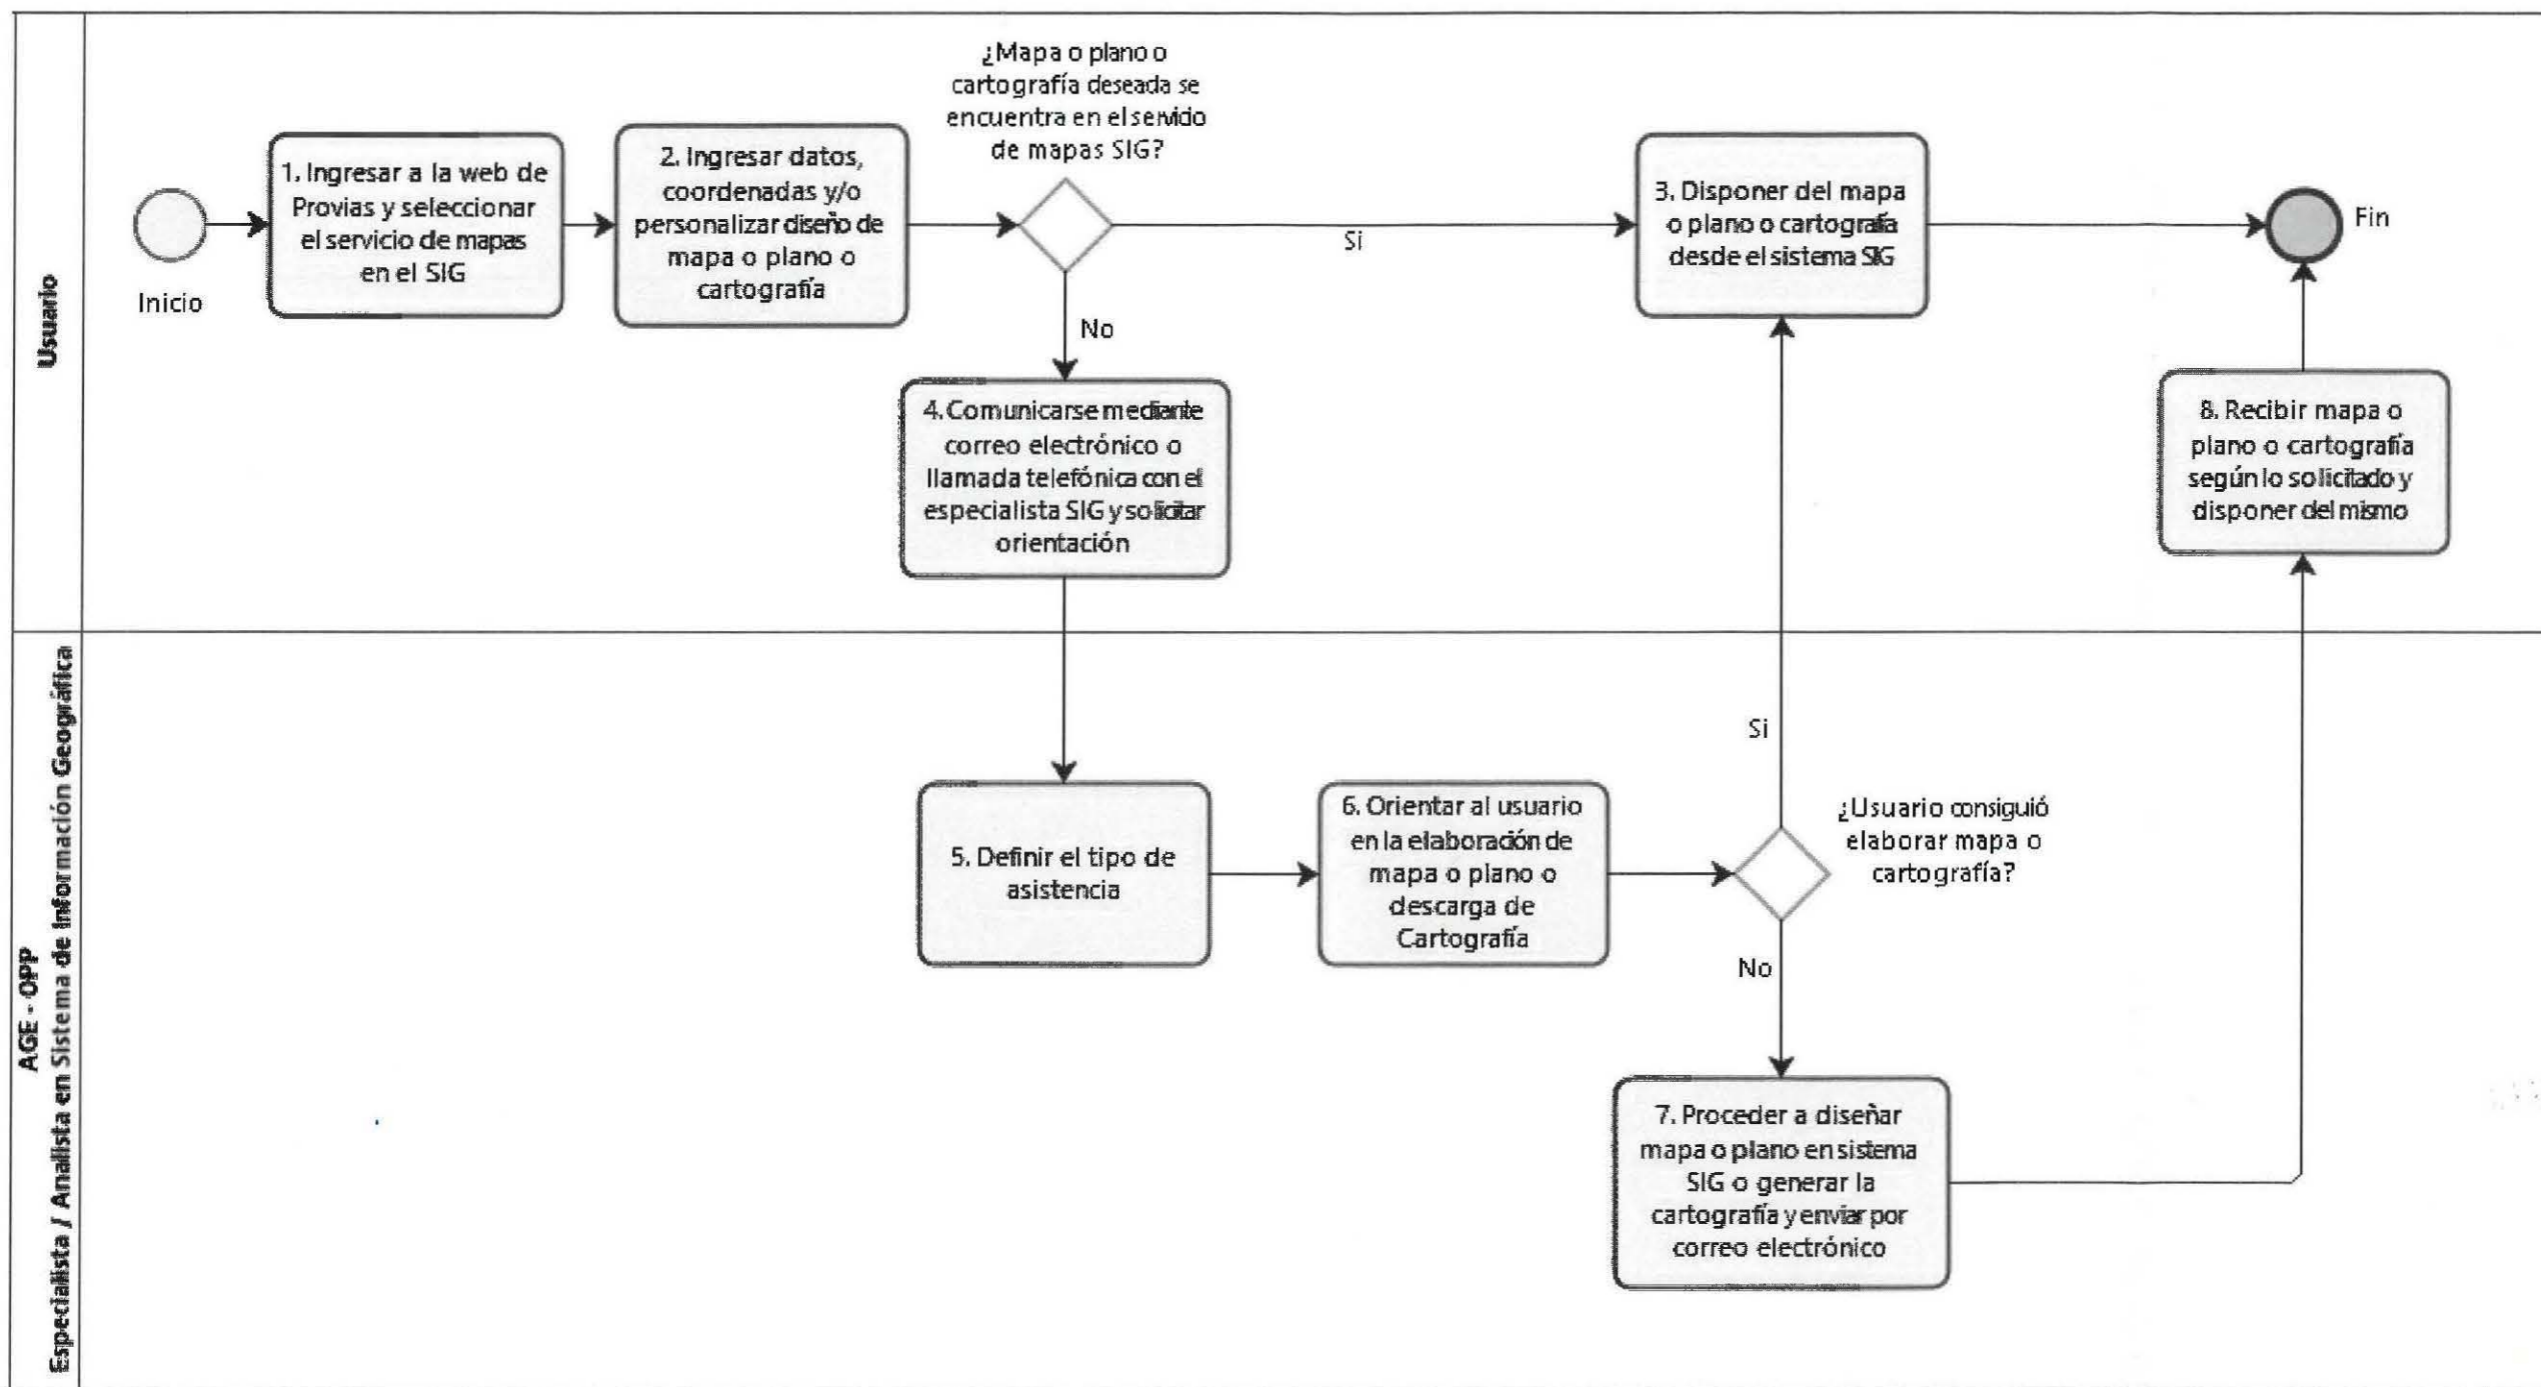 Usuario
Inicio
1. Ingresar a la web de
Provias y seleccionar
el servicio de mapas
en el SIG
2. Ingresar datos,
coordenadas y/o
personalizar diseño de
mapa o plano o
cartografía
¿Mapa o plano o
cartografía deseada se
encuentra en el servido
de mapas SIG?
Si
No
3. Disponer del mapa
o plano o cartografía
desde el sistema SIG
Fin
4. Comunicarse mediante
correo electrónico o
llamada telefónica con el
especialista SIG y solicitar
orientación
8. Recibir mapa o
plano o cartografía
según lo solicitado y
disponer del mismo
AGE - OPP
Especialista / Analista en Sistema de Información Geográfica
5. Definir el tipo de
asistencia
6. Orientar al usuario
en la elaboración de
mapa o plano o
descarga de
Cartografía
Si
¿Usuario consiguió
elaborar mapa o
cartografía?
No
7. Proceder a diseñar
mapa o plano en sistema
SIG o generar la
cartografía y enviar por
correo electrónico